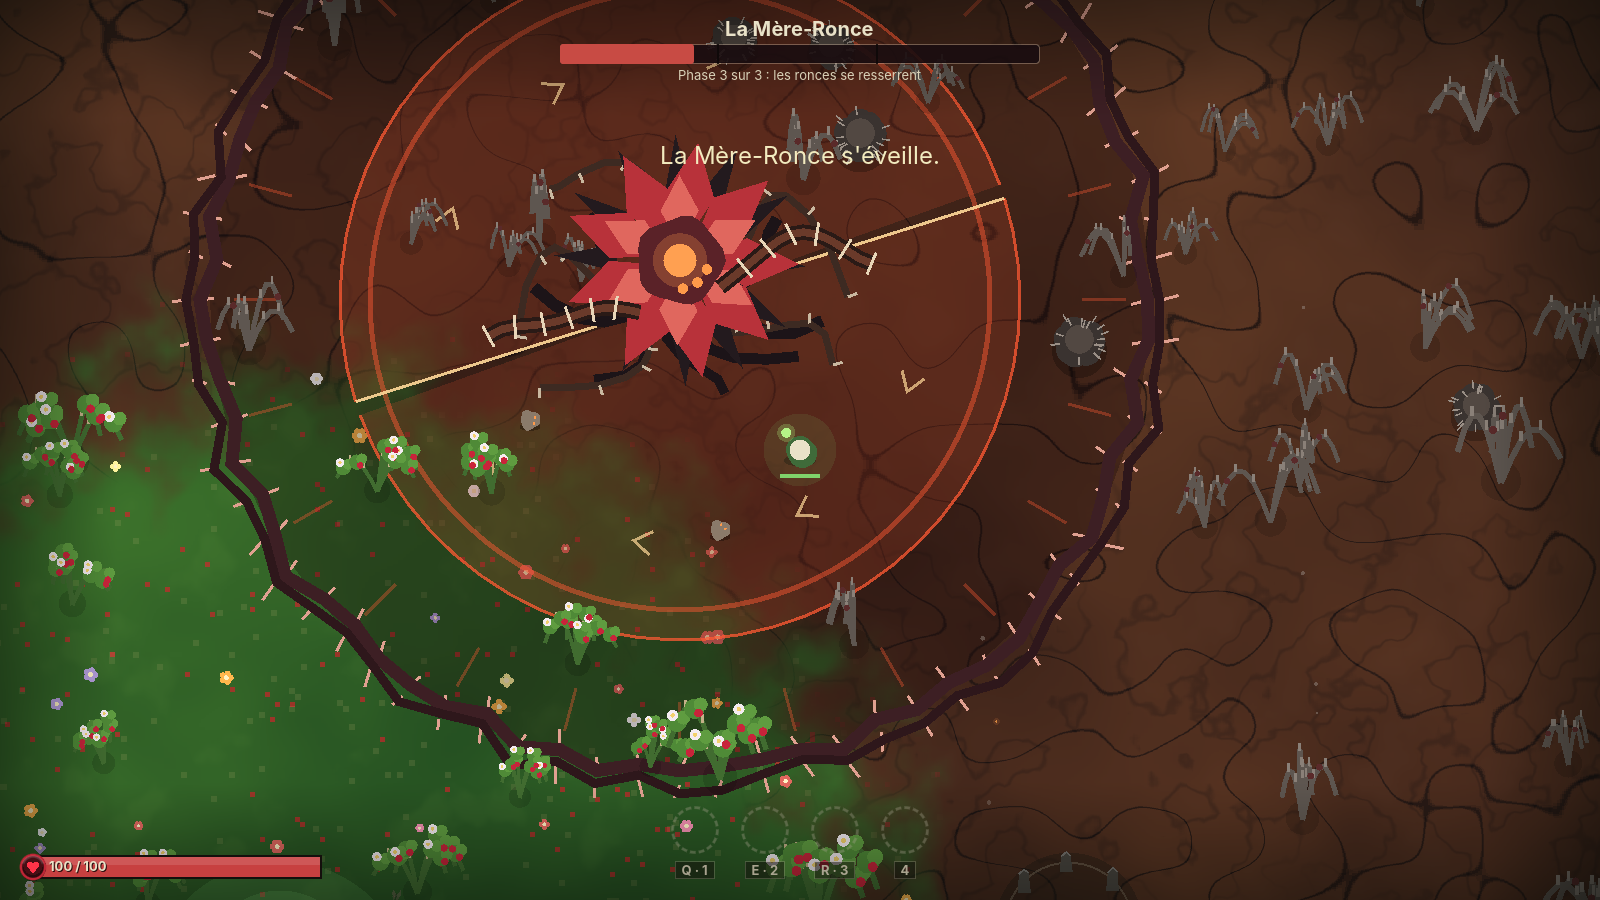 La Mère-Ronce
Phase 3 sur 3 : les ronces se resserrent
La Mère-Ronce s'éveille.
100 / 100
Q · 1
E · 2
R · 3
4